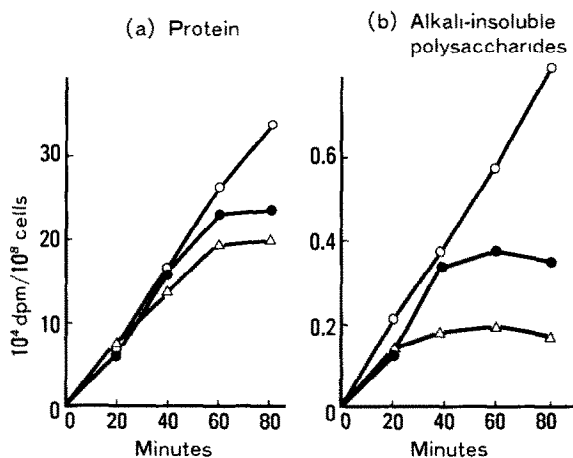 (a) Protein
(b) Alkali-insoluble
polysaccharides
10⁴ dpm/10⁸ cells
30
20
10
0
0 20 40 60 80
Minutes
0.6
0.4
0.2
0
0 20 40 60 80
Minutes